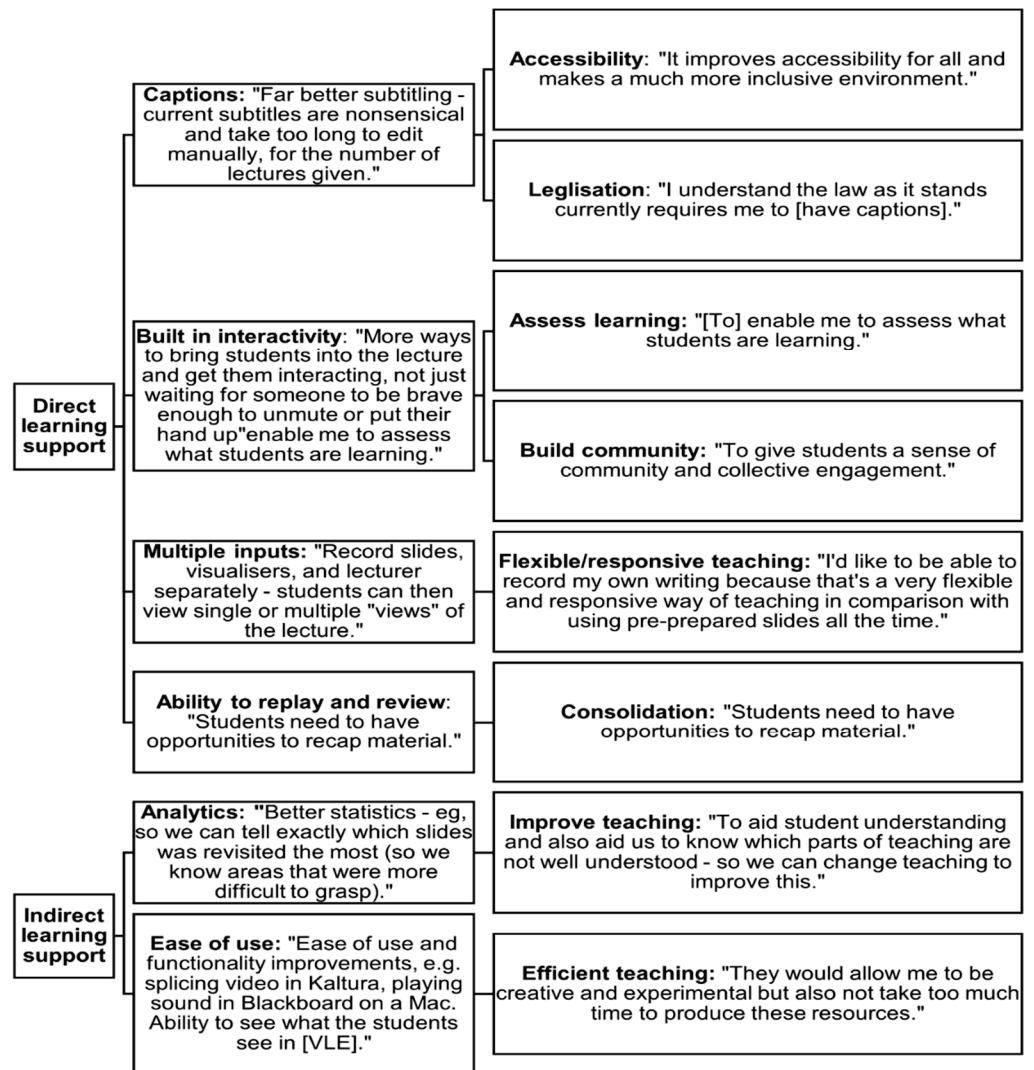 Direct
learning
support
Captions: "Far better subtitling -
current subtitles are nonsensical
and take too long to edit
manually, for the number of
lectures given."
Accessibility: "It improves accessibility for all and
makes a much more inclusive environment."
Leglisation: "I understand the law as it stands
currently requires me to [have captions]."
Built in interactivity: "More ways
to bring students into the lecture
and get them interacting, not just
waiting for someone to be brave
enough to unmute or put their
hand up"enable me to assess
what students are learning."
Assess learning: "[To] enable me to assess what
students are learning."
Build community: "To give students a sense of
community and collective engagement."
Multiple inputs: "Record slides,
visualisers, and lecturer
separately - students can then
view single or multiple "views" of
the lecture."
Flexible/responsive teaching: "I'd like to be able to
record my own writing because that's a very flexible
and responsive way of teaching in comparison with
using pre-prepared slides all the time."
Ability to replay and review:
"Students need to have
opportunities to recap material."
Consolidation: "Students need to have
opportunities to recap material."
Indirect
learning
support
Analytics: "Better statistics - eg,
so we can tell exactly which slides
was revisited the most (so we
know areas that were more
difficult to grasp)."
Improve teaching: "To aid student understanding
and also aid us to know which parts of teaching are
not well understood - so we can change teaching to
improve this."
Ease of use: "Ease of use and
functionality improvements, e.g.
splicing video in Kaltura, playing
sound in Blackboard on a Mac.
Ability to see what the students
see in [VLE]."
Efficient teaching: "They would allow me to be
creative and experimental but also not take too much
time to produce these resources."